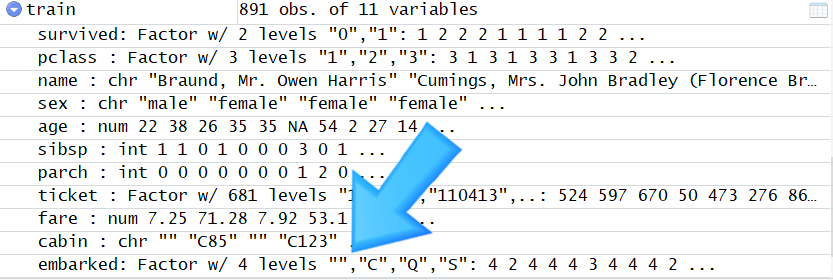 train 891 obs. of 11 variables
survived: Factor w/ 2 levels "0","1": 1 2 2 2 1 1 1 1 2 2 ...
pclass : Factor w/ 3 levels "1","2","3": 3 1 3 1 3 3 1 3 3 2 ...
name : chr "Braund, Mr. Owen Harris" "Cumings, Mrs. John Bradley (Florence Br…
sex : chr "male" "female" "female" "female" ...
age : num 22 38 26 35 35 NA 54 2 27 14 ...
sibsp : int 1 1 0 1 0 0 0 3 0 1 ...
parch : int 0 0 0 0 0 0 0 1 2 0 ...
ticket : Factor w/ 681 levels "110413",..: 524 597 670 50 473 276 86…
fare : num 7.25 71.28 7.92 53.1
cabin : chr "" "C85" "" "C123"
embarked: Factor w/ 4 levels "","C","Q","S": 4 2 4 4 4 3 4 4 4 2 ...